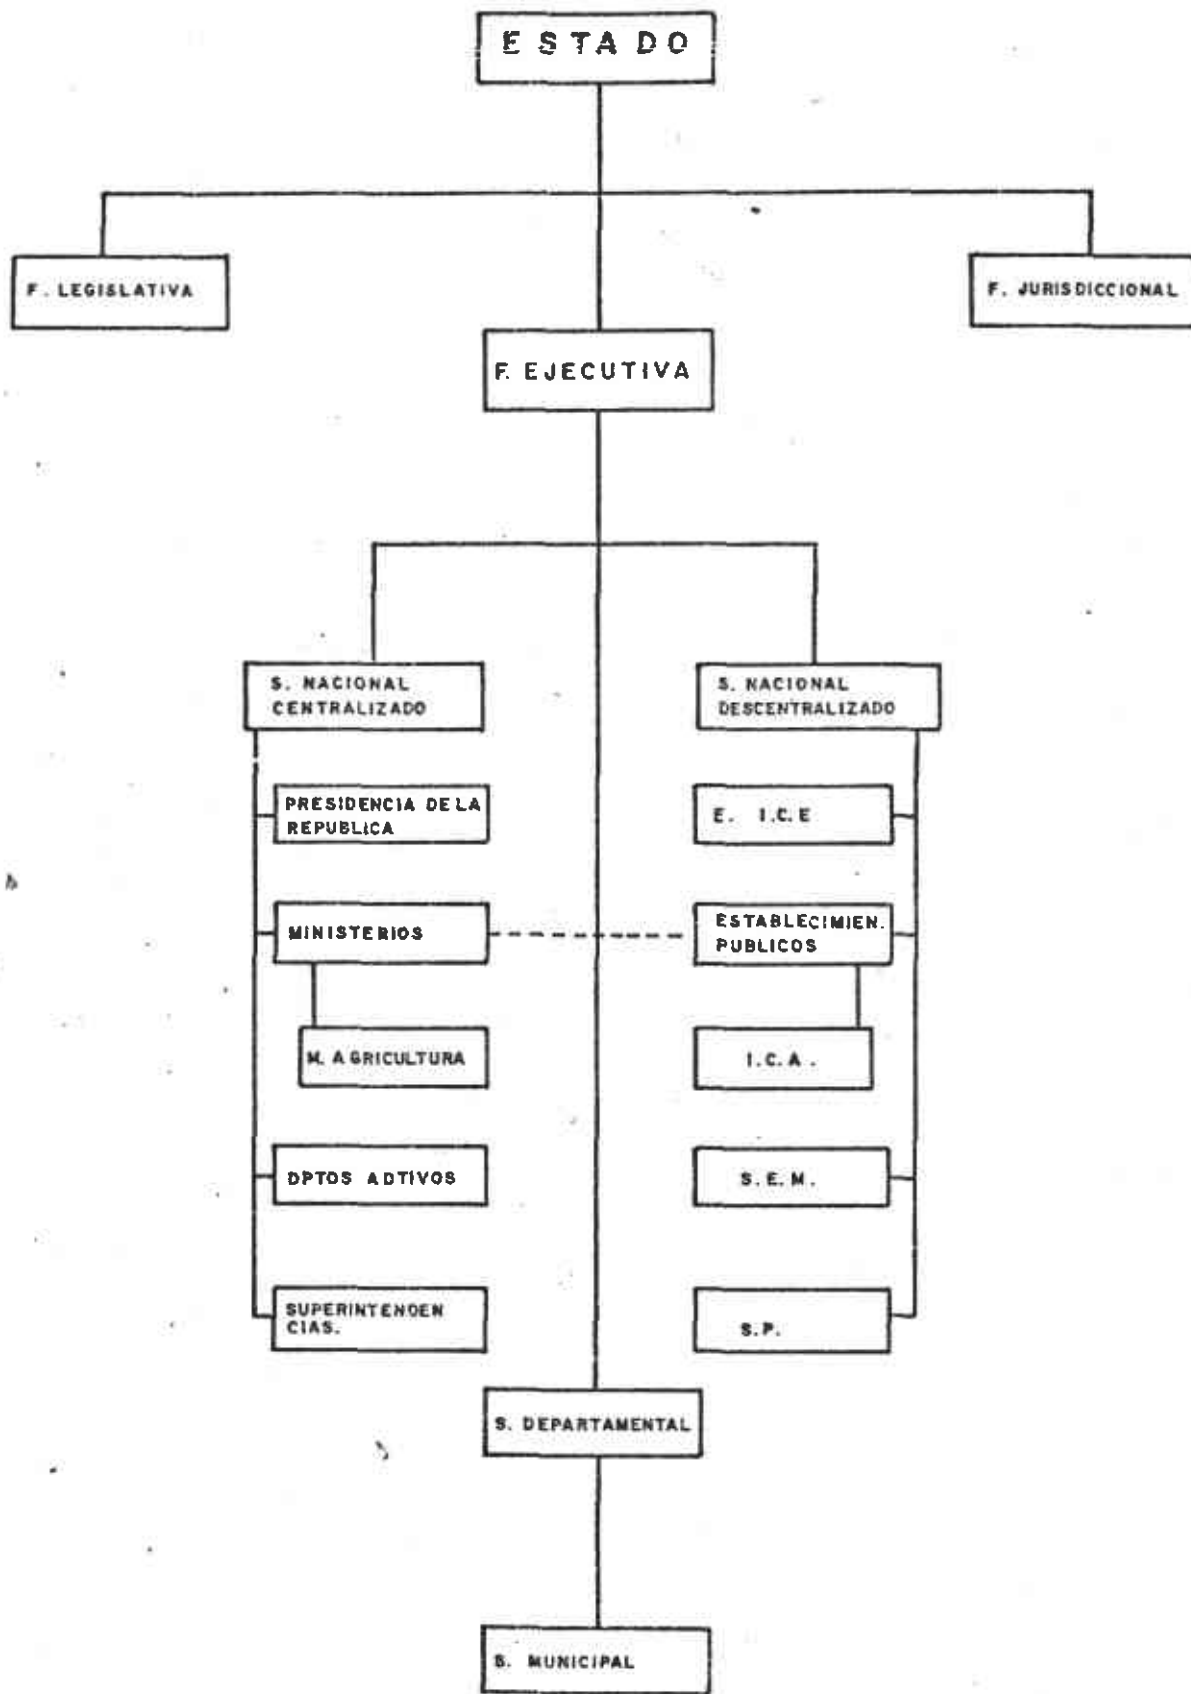 ESTADO
F. LEGISLATIVA
F. JURISDICCIONAL
F. EJECUTIVA
S. NACIONAL
CENTRALIZADO
S. NACIONAL
DESCENTRALIZADO
PRESIDENCIA DE LA
REPUBLICA
E. I.C.E
MINISTERIOS
ESTABLECIMIEN.
PUBLICOS
M. AGRICULTURA
I.C.A.
DPTOS ADTIVOS
S.E.M.
SUPERINTENDEN
CIAS.
S.P.
S. DEPARTAMENTAL
S. MUNICIPAL